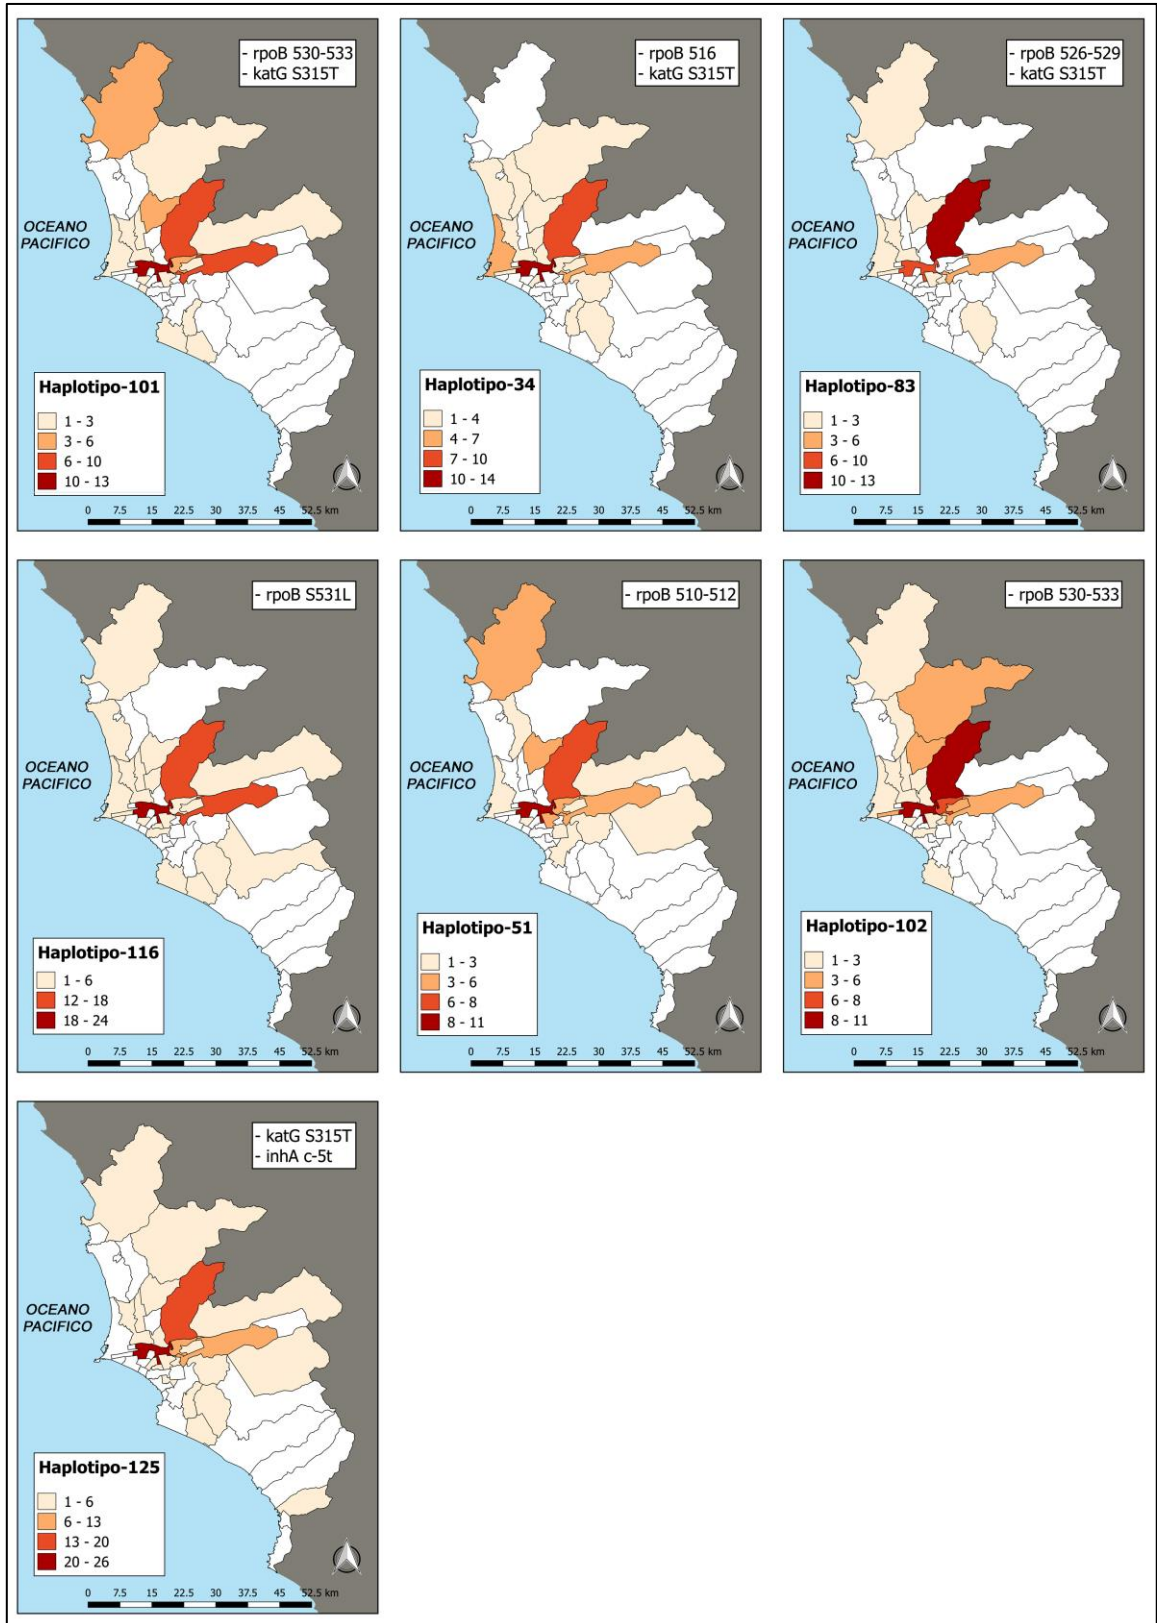 - rpoB 530-533
- katG S315T
OCEANO
PACIFICO
Haplotipo-101
1 - 3
3 - 6
6 - 10
10 - 13
0 7.5 15 22.5 30 37.5 45 52.5 km
- rpoB 516
- katG S315T
OCEANO
PACIFICO
Haplotipo-34
1 - 4
4 - 7
7 - 10
10 - 14
0 7.5 15 22.5 30 37.5 45 52.5 km
- rpoB 526-529
- katG S315T
OCEANO
PACIFICO
Haplotipo-83
1 - 3
3 - 6
6 - 10
10 - 13
0 7.5 15 22.5 30 37.5 45 52.5 km
- rpoB S531L
OCEANO
PACIFICO
Haplotipo-116
1 - 6
12 - 18
18 - 24
0 7.5 15 22.5 30 37.5 45 52.5 km
- rpoB 510-512
OCEANO
PACIFICO
Haplotipo-51
1 - 3
3 - 6
6 - 8
8 - 11
0 7.5 15 22.5 30 37.5 45 52.5 km
- rpoB 530-533
OCEANO
PACIFICO
Haplotipo-102
1 - 3
3 - 6
6 - 8
8 - 11
0 7.5 15 22.5 30 37.5 45 52.5 km
- katG S315T
- inhA c-5t
OCEANO
PACIFICO
Haplotipo-125
1 - 6
6 - 13
13 - 20
20 - 26
0 7.5 15 22.5 30 37.5 45 52.5 km